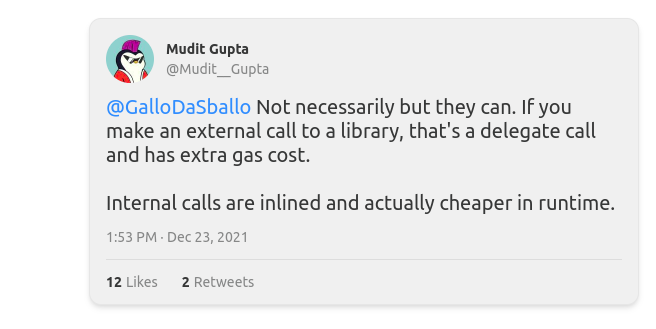 Mudit Gupta
@Mudit__Gupta
@GalloDaSballo Not necessarily but they can. If you
make an external call to a library, that's a delegate call
and has extra gas cost.
Internal calls are inlined and actually cheaper in runtime.
1:53 PM · Dec 23, 2021
12 Likes 2 Retweets